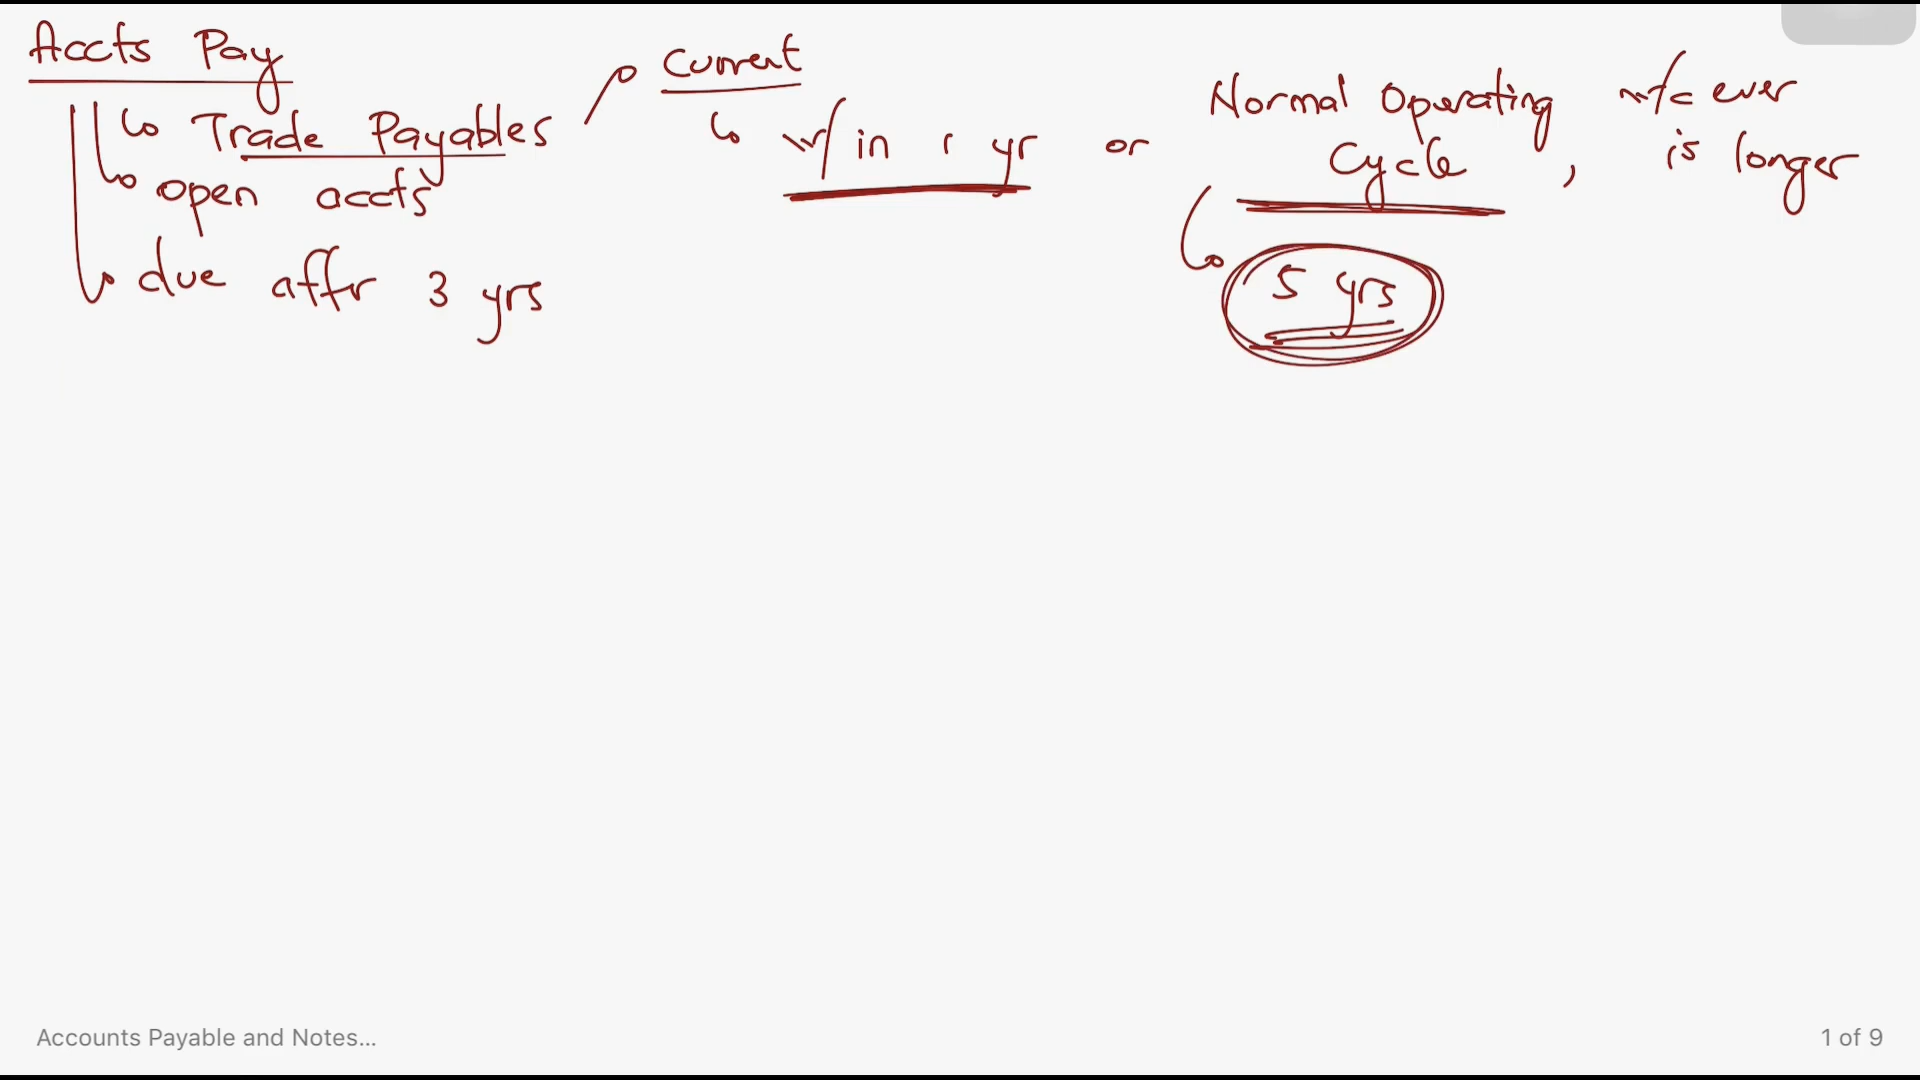 Accts Pay
Trade Payables
open accts
due aftr 3 yrs
Current
w/in 1 yr or
Normal Operating
Cycle,
w/c ever
is longer
5 yrs
Accounts Payable and Notes...
1 of 9